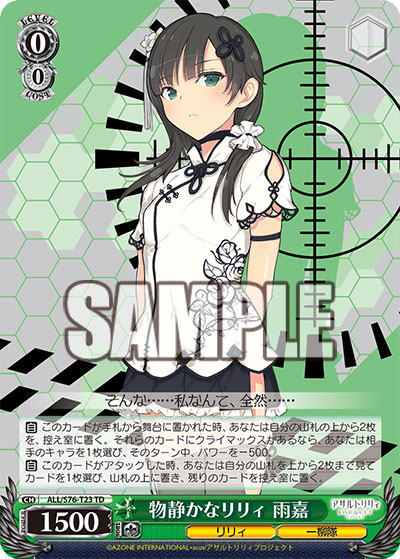 LEVEL
0
0
COST
SAMPLE
そんな……私なんて、全然……
自 このカードが手札から舞台に置かれた時、あなたは自分の山札の上から2枚
を、控え室に置く。それらのカードにクライマックスがあるなら、あなたは相手
のキャラを1枚選び、そのターン中、パワーを－500。
自 このカードがアタックした時、あなたは自分の山札の上から2枚まで見て
カードを1枚選び、山札の上に置き、残りのカードを控え室に置く。
CH ALL/S76-T23 TD
POWER
1500
物静かなリリィ 雨嘉
アサルトリリィ
BOUQUET
リリィ
一柳隊
©AZONE INTERNATIONAL・acus/アサルトリリィプロジェクト